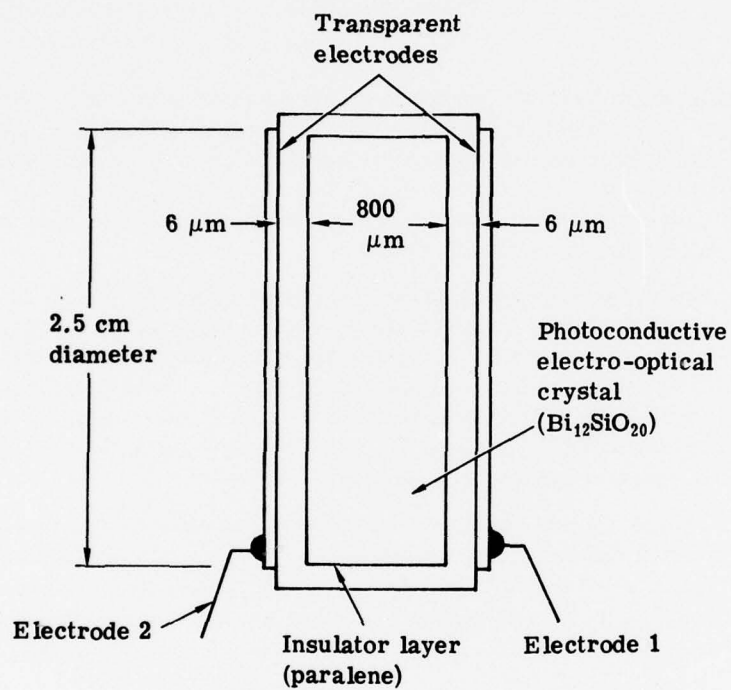 Transparent
electrodes
6 μm
800
μm
6 μm
2.5 cm
diameter
Photoconductive
electro-optical
crystal
(Bi₁₂SiO₂₀)
Electrode 2
Insulator layer
(paralene)
Electrode 1